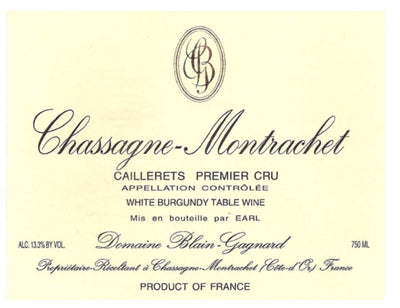 Chassagne-Montrachet
CAILLERETS PREMIER CRU
APPELLATION CONTRÔLÉE
WHITE BURGUNDY TABLE WINE
Mis en bouteille par EARL
ALC. 13.3% BY VOL. Domaine Blain-Gagnard 750 ML
Propriétaire-Récoltant à Chassagne-Montrachet (Côte-d'Or) France
PRODUCT OF FRANCE